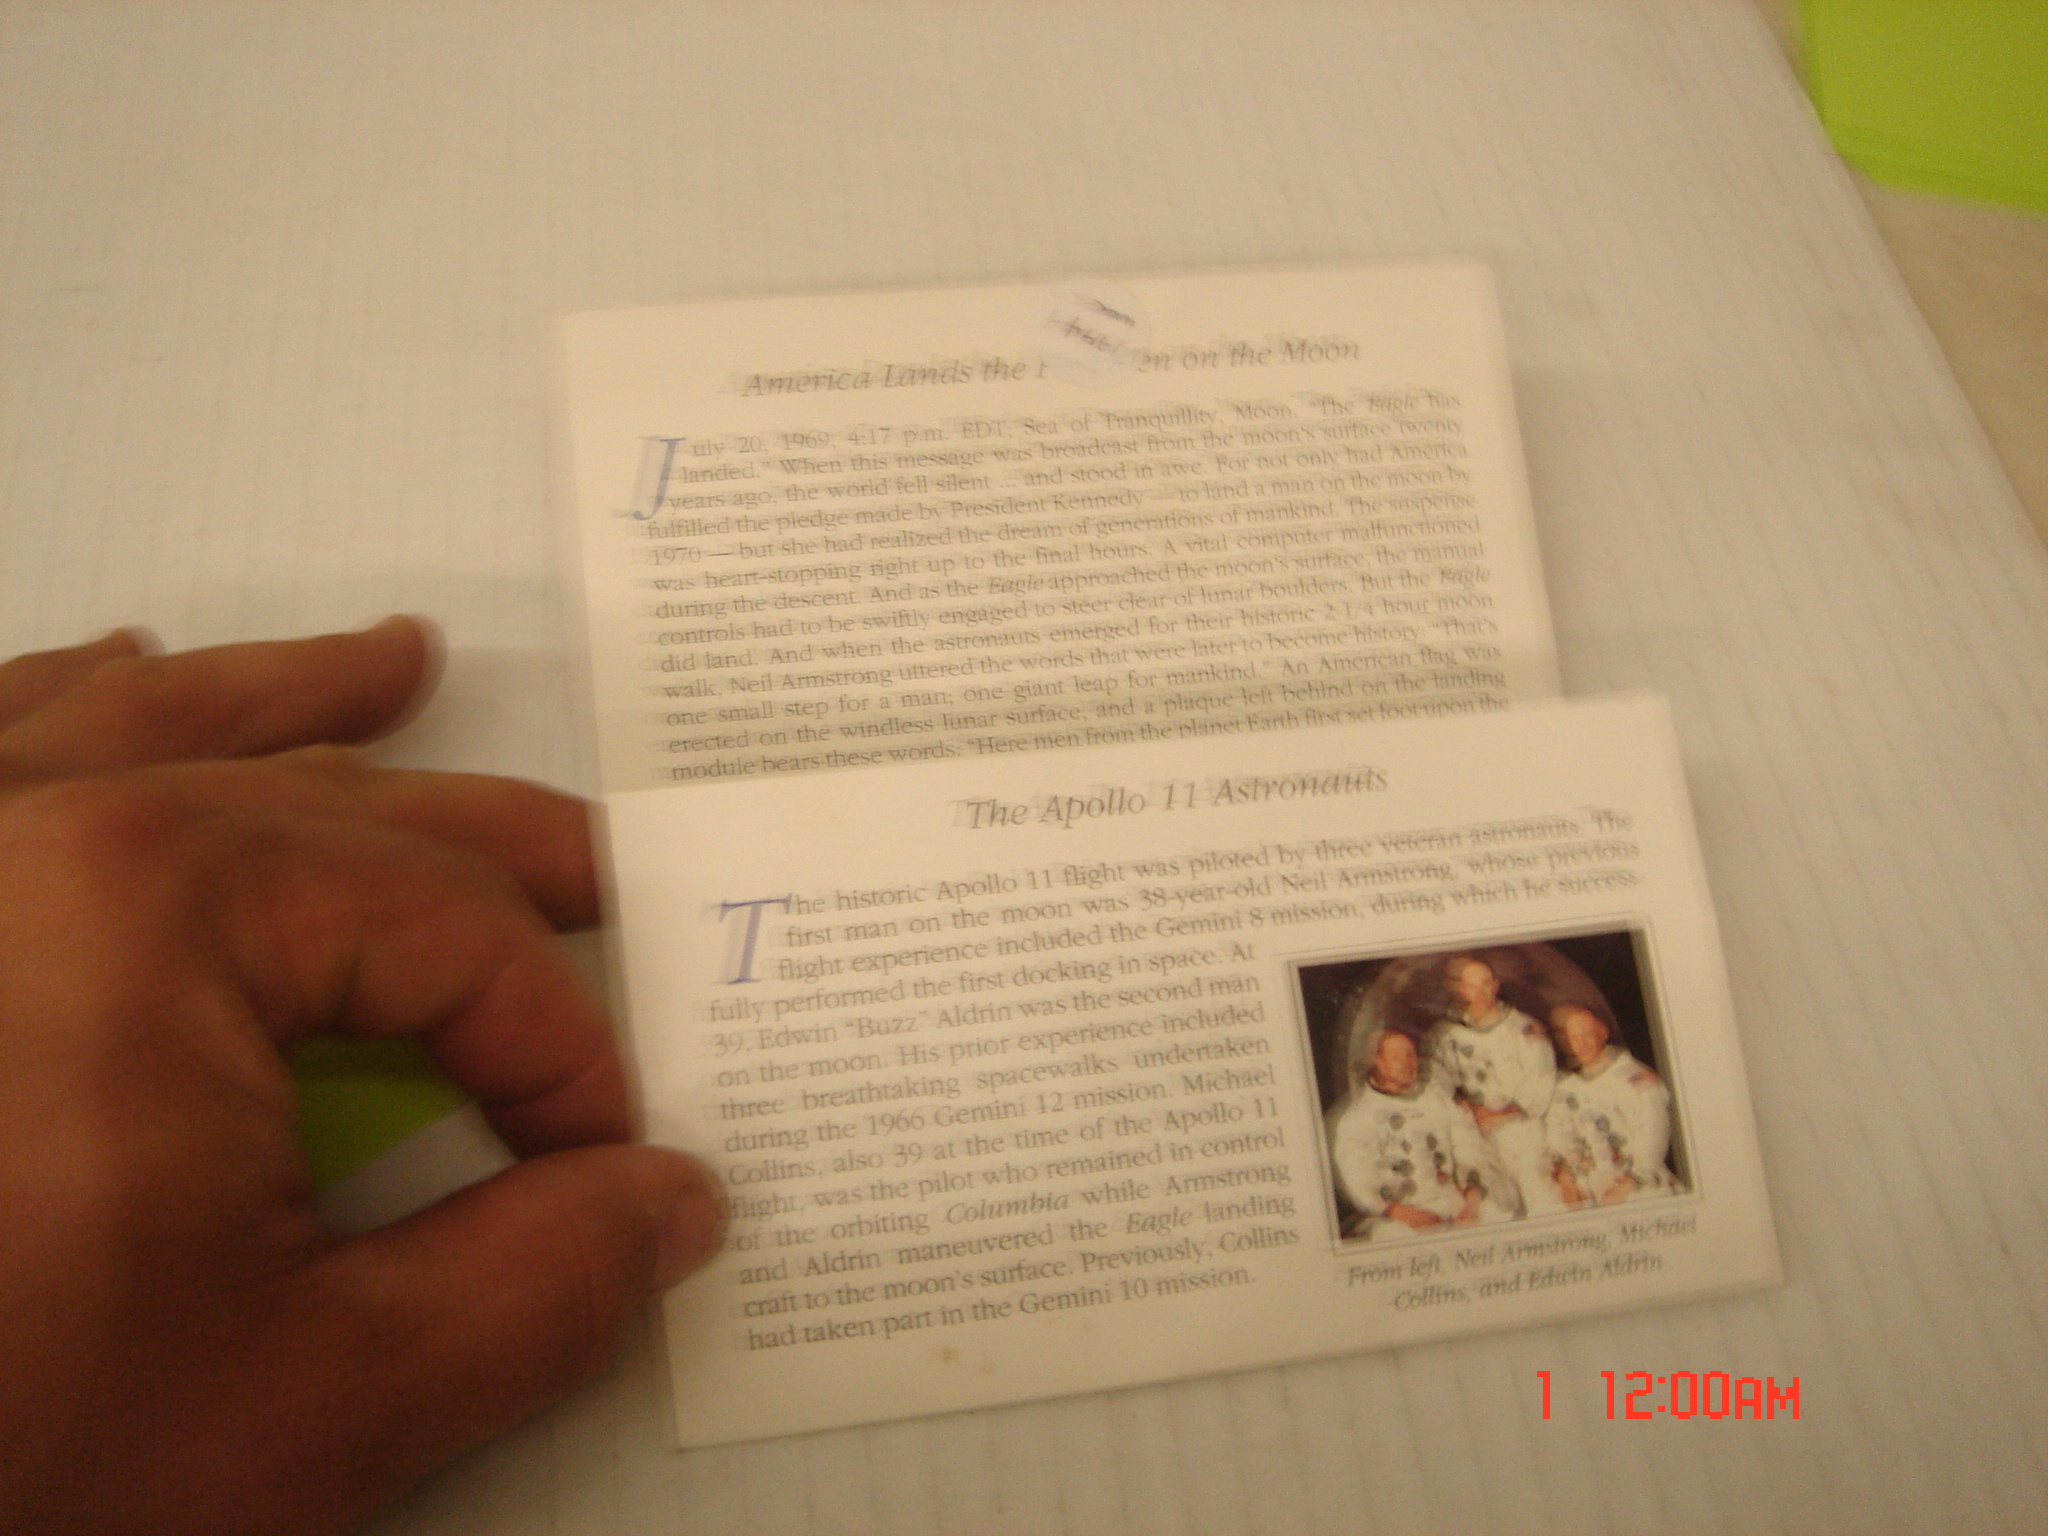 America Lands the en on the Moon
July 20, 1969, 4:17 p.m. EDT, Sea of Tranquillity, Moon. "The Eagle has
landed." When this message was broadcast from the moon's surface twenty
years ago, the world fell silent ... and stood in awe. For not only had America
fulfilled the pledge made by President Kennedy — to land a man on the moon by
1970 — but she had realized the dream of generations of mankind. The suspense
was heart-stopping right up to the final hours. A vital computer malfunctioned
during the descent. And as the Eagle approached the moon's surface, the manual
controls had to be swiftly engaged to steer clear of lunar boulders. But the Eagle
did land. And when the astronauts emerged for their historic 2-1/4 hour moon
walk, Neil Armstrong uttered the words that were later to become history: "That's
one small step for a man; one giant leap for mankind." An American flag was
erected on the windless lunar surface, and a plaque left behind on the landing
module bears these words: "Here men from the planet Earth first set foot upon the
The Apollo 11 Astronauts
The historic Apollo 11 flight was piloted by three veteran astronauts. The
first man on the moon was 38-year-old Neil Armstrong, whose previous
flight experience included the Gemini 8 mission, during which he success-
fully performed the first docking in space. At
39, Edwin "Buzz" Aldrin was the second man
on the moon. His prior experience included
three breathtaking spacewalks undertaken
during the 1966 Gemini 12 mission. Michael
Collins, also 39 at the time of the Apollo 11
flight, was the pilot who remained in control
of the orbiting Columbia while Armstrong
and Aldrin maneuvered the Eagle landing
craft to the moon's surface. Previously, Collins
had taken part in the Gemini 10 mission.
From left, Neil Armstrong, Michael
Collins, and Edwin Aldrin
1 12:00AM